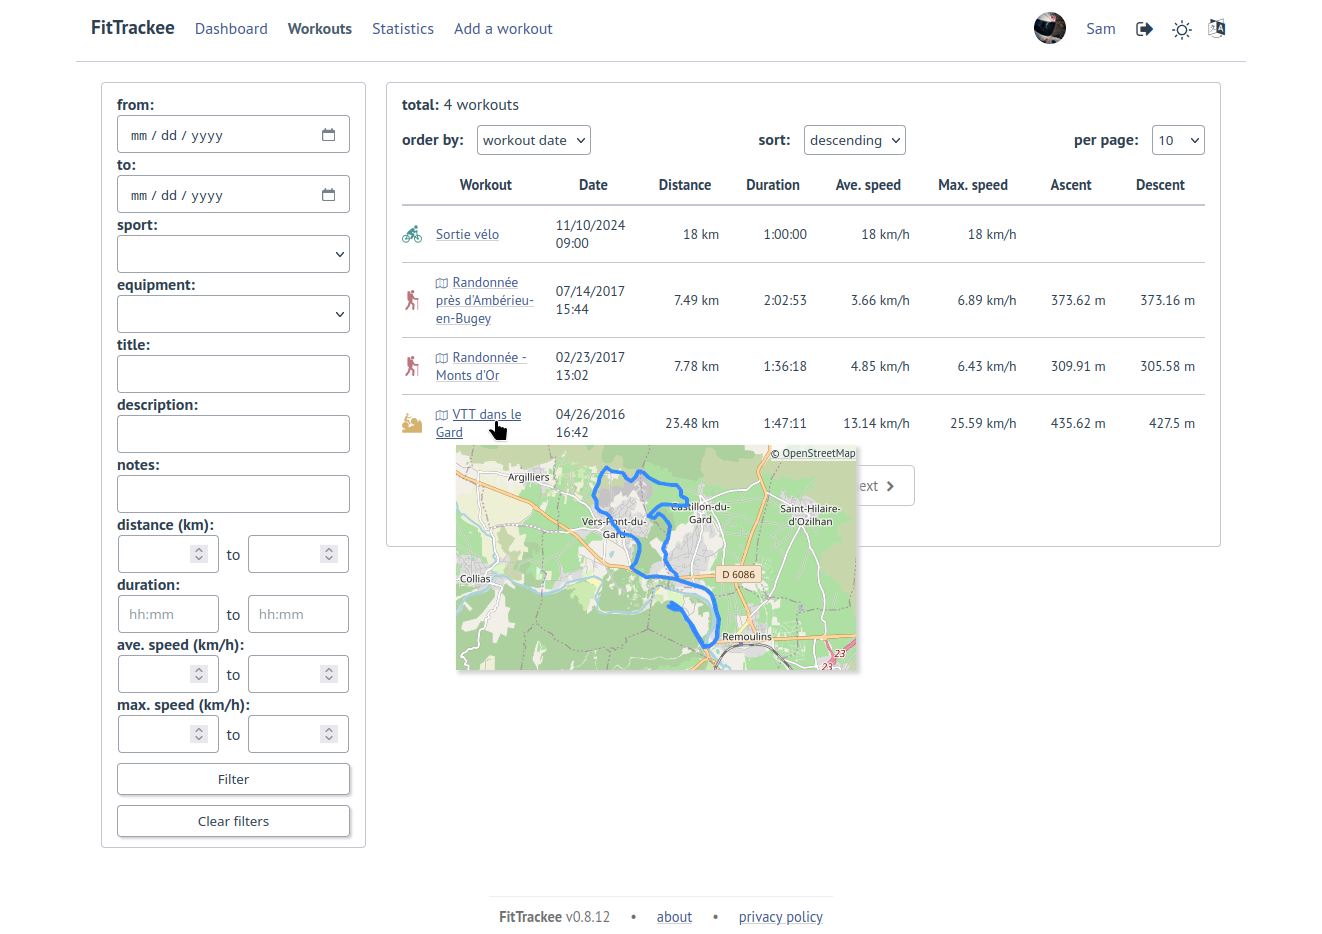 FitTrackee Dashboard Workouts Statistics Add a workout Sam
from:
mm / dd / yyyy
to:
mm / dd / yyyy
sport:
equipment:
title:
description:
notes:
distance (km):
to
duration:
hh:mm to hh:mm
ave. speed (km/h):
to
max. speed (km/h):
to
Filter
Clear filters
total: 4 workouts
order by: workout date sort: descending per page: 10
Workout Date Distance Duration Ave. speed Max. speed Ascent Descent
Sortie vélo 11/10/2024 09:00 18 km 1:00:00 18 km/h 18 km/h
Randonnée près d'Ambérieu-en-Bugey 07/14/2017 15:44 7.49 km 2:02:53 3.66 km/h 6.89 km/h 373.62 m 373.16 m
Randonnée - Monts d'Or 02/23/2017 13:02 7.78 km 1:36:18 4.85 km/h 6.43 km/h 309.91 m 305.58 m
VTT dans le Gard 04/26/2016 16:42 23.48 km 1:47:11 13.14 km/h 25.59 km/h 435.62 m 427.5 m
© OpenStreetMap
Argilliers
Vers-Pont-du-Gard
Castillon-du-Gard
Saint-Hilaire-d'Ozilhan
Collias
D 6086
Remoulins
23
23
ext
FitTrackee v0.8.12 • about • privacy policy